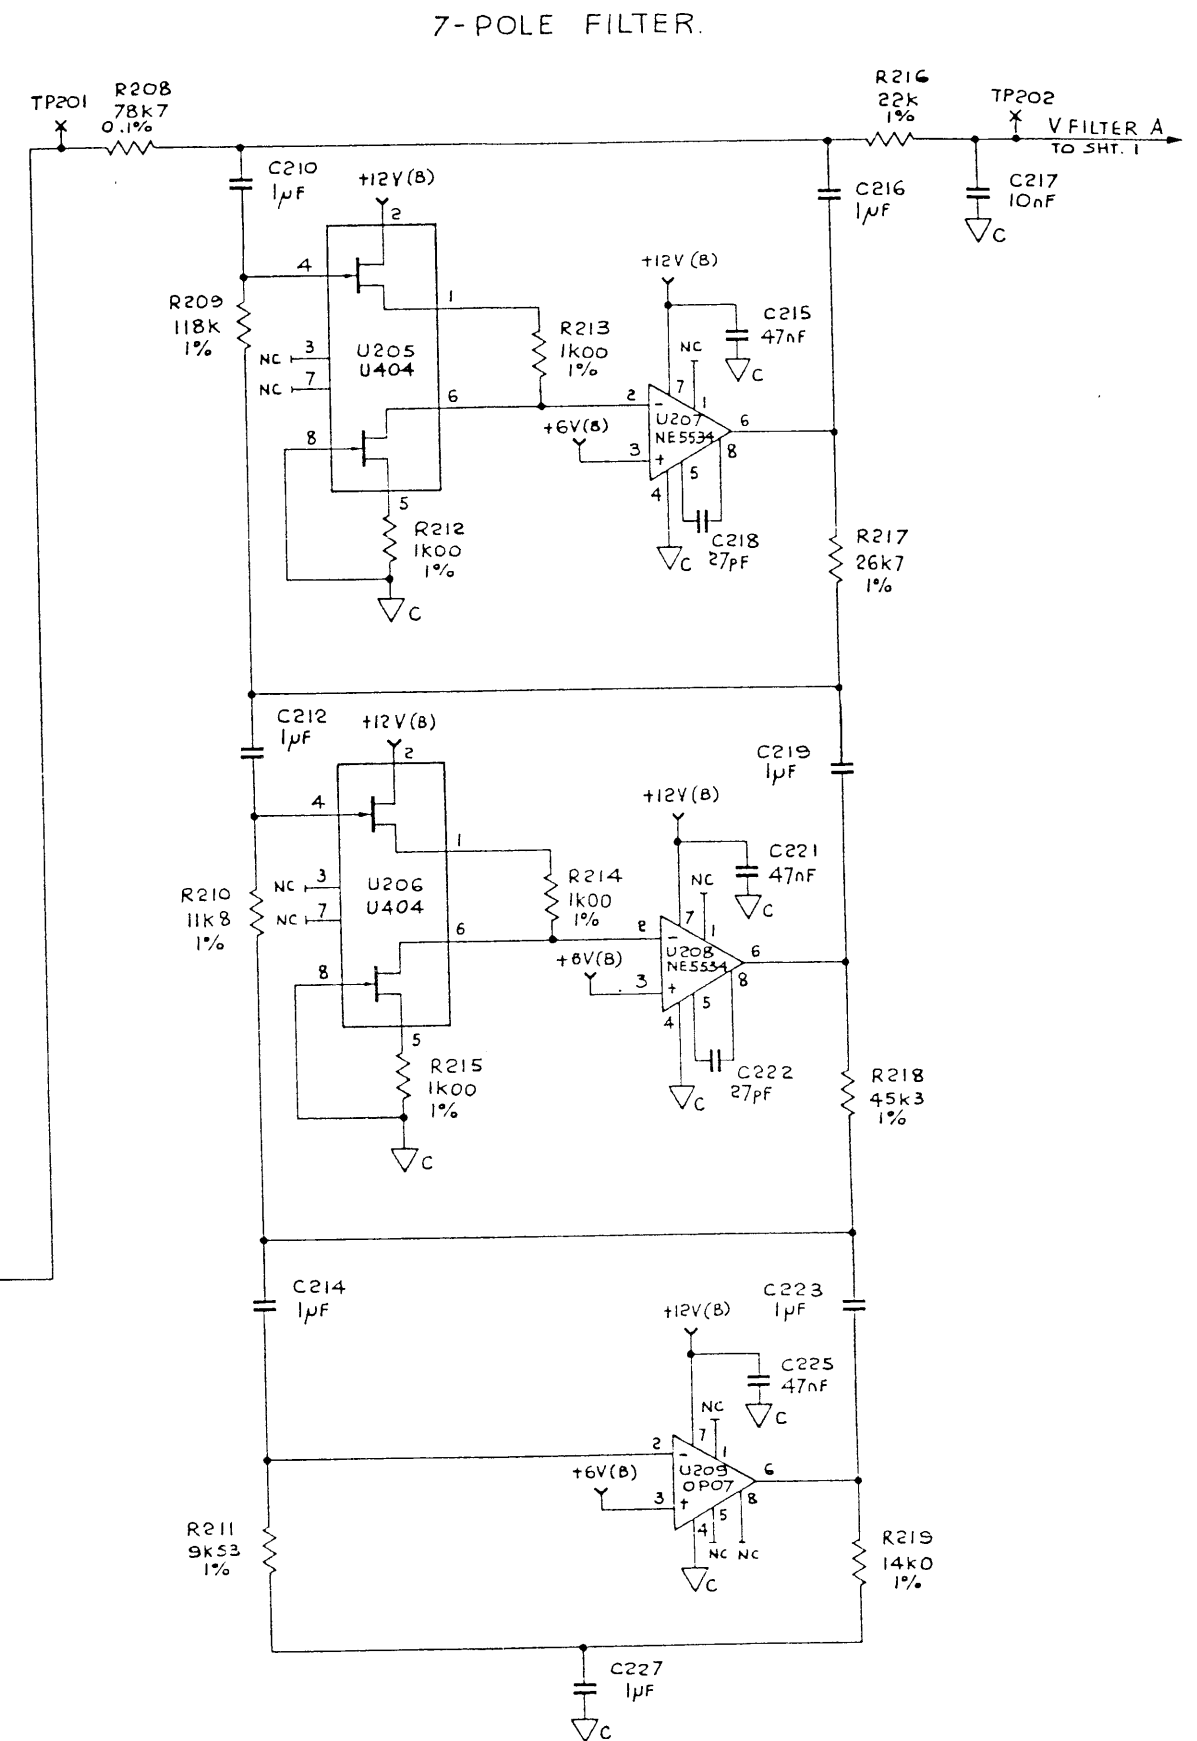 7-POLE FILTER.
TP201
R208
78k7
0.1%
R216
22k
1%
TP202
V FILTER A
TO SHT. 1
C210
1µF
+12V(B)
2
C216
1µF
C217
10nF
C
4
1
+12V(B)
R209
118k
1%
C215
47nF
C
NC 3
NC 7
U205
U404
R213
1k00
1%
NC
7
1
6
2
-
U207
NE5534
6
+6V(B)
3
+
8
8
5
4
5
R212
1k00
1%
C
C218
27pF
C
R217
26k7
1%
C212
1µF
+12V(B)
2
C219
1µF
4
1
+12V(B)
C221
47nF
C
R210
11k8
1%
NC 3
NC 7
U206
U404
R214
1k00
1%
NC
7
1
6
2
-
U208
NE5534
6
+6V(B)
3
+
8
8
5
4
5
R215
1k00
1%
C
C222
27pF
C
R218
45k3
1%
C214
1µF
+12V(B)
C223
1µF
C225
47nF
C
NC
7
1
2
-
U209
OP07
6
+6V(B)
3
+
8
5
4
NC NC
C
R211
9k53
1%
R219
14k0
1%
C227
1µF
C